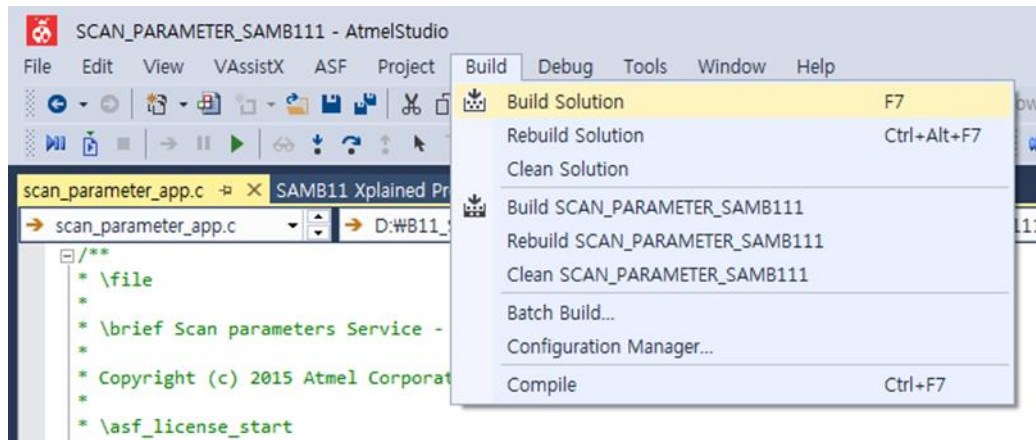 SCAN_PARAMETER_SAMB111 - AtmelStudio
File Edit View VAssistX ASF Project Build Debug Tools Window Help
Build Solution F7
Rebuild Solution Ctrl+Alt+F7
Clean Solution
scan_parameter_app.c SAMB11 Xplained Pr
Build SCAN_PARAMETER_SAMB111
scan_parameter_app.c D:₩B11_
Rebuild SCAN_PARAMETER_SAMB111
Clean SCAN_PARAMETER_SAMB111
Batch Build...
Configuration Manager...
Compile Ctrl+F7
/**
* \file
*
* \brief Scan parameters Service -
*
* Copyright (c) 2015 Atmel Corporat
*
* \asf_license_start